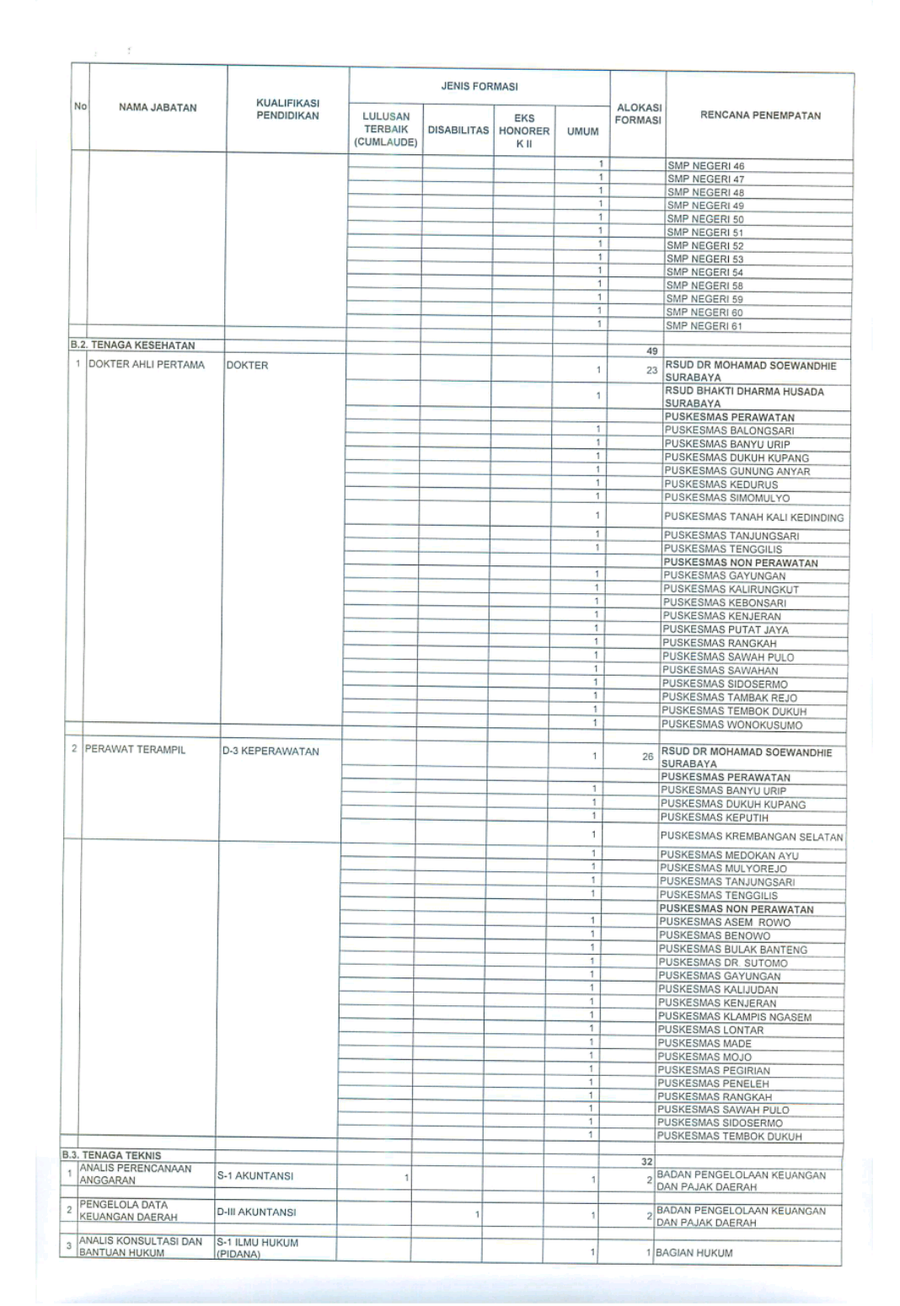 JENIS FORMASI
No
NAMA JABATAN
KUALIFIKASI
PENDIDIKAN
LULUSAN
TERBAIK
(CUMLAUDE)
DISABILITAS
EKS
HONORER
K II
UMUM
ALOKASI
FORMASI
RENCANA PENEMPATAN
1 SMP NEGERI 46
1 SMP NEGERI 47
1 SMP NEGERI 48
1 SMP NEGERI 49
1 SMP NEGERI 50
1 SMP NEGERI 51
1 SMP NEGERI 52
1 SMP NEGERI 53
1 SMP NEGERI 54
1 SMP NEGERI 58
1 SMP NEGERI 59
1 SMP NEGERI 60
1 SMP NEGERI 61
B.2. TENAGA KESEHATAN 49
1 DOKTER AHLI PERTAMA DOKTER 1 23 RSUD DR MOHAMAD SOEWANDHIE
SURABAYA
1 RSUD BHAKTI DHARMA HUSADA
SURABAYA
PUSKESMAS PERAWATAN
1 PUSKESMAS BALONGSARI
1 PUSKESMAS BANYU URIP
1 PUSKESMAS DUKUH KUPANG
1 PUSKESMAS GUNUNG ANYAR
1 PUSKESMAS KEDURUS
1 PUSKESMAS SIMOMULYO
1 PUSKESMAS TANAH KALI KEDINDING
1 PUSKESMAS TANJUNGSARI
1 PUSKESMAS TENGGILIS
PUSKESMAS NON PERAWATAN
1 PUSKESMAS GAYUNGAN
1 PUSKESMAS KALIRUNGKUT
1 PUSKESMAS KEBONSARI
1 PUSKESMAS KENJERAN
1 PUSKESMAS PUTAT JAYA
1 PUSKESMAS RANGKAH
1 PUSKESMAS SAWAH PULO
1 PUSKESMAS SAWAHAN
1 PUSKESMAS SIDOSERMO
1 PUSKESMAS TAMBAK REJO
1 PUSKESMAS TEMBOK DUKUH
1 PUSKESMAS WONOKUSUMO
2 PERAWAT TERAMPIL D-3 KEPERAWATAN 1 26 RSUD DR MOHAMAD SOEWANDHIE
SURABAYA
PUSKESMAS PERAWATAN
1 PUSKESMAS BANYU URIP
1 PUSKESMAS DUKUH KUPANG
1 PUSKESMAS KEPUTIH
1 PUSKESMAS KREMBANGAN SELATAN
1 PUSKESMAS MEDOKAN AYU
1 PUSKESMAS MULYOREJO
1 PUSKESMAS TANJUNGSARI
1 PUSKESMAS TENGGILIS
PUSKESMAS NON PERAWATAN
1 PUSKESMAS ASEM ROWO
1 PUSKESMAS BENOWO
1 PUSKESMAS BULAK BANTENG
1 PUSKESMAS DR. SUTOMO
1 PUSKESMAS GAYUNGAN
1 PUSKESMAS KALIJUDAN
1 PUSKESMAS KENJERAN
1 PUSKESMAS KLAMPIS NGASEM
1 PUSKESMAS LONTAR
1 PUSKESMAS MADE
1 PUSKESMAS MOJO
1 PUSKESMAS PEGIRIAN
1 PUSKESMAS PENELEH
1 PUSKESMAS RANGKAH
1 PUSKESMAS SAWAH PULO
1 PUSKESMAS SIDOSERMO
1 PUSKESMAS TEMBOK DUKUH
B.3. TENAGA TEKNIS 32
1 ANALIS PERENCANAAN
ANGGARAN S-1 AKUNTANSI 1 1 2 BADAN PENGELOLAAN KEUANGAN
DAN PAJAK DAERAH
2 PENGELOLA DATA
KEUANGAN DAERAH D-III AKUNTANSI 1 1 2 BADAN PENGELOLAAN KEUANGAN
DAN PAJAK DAERAH
3 ANALIS KONSULTASI DAN
BANTUAN HUKUM S-1 ILMU HUKUM
(PIDANA) 1 1 BAGIAN HUKUM